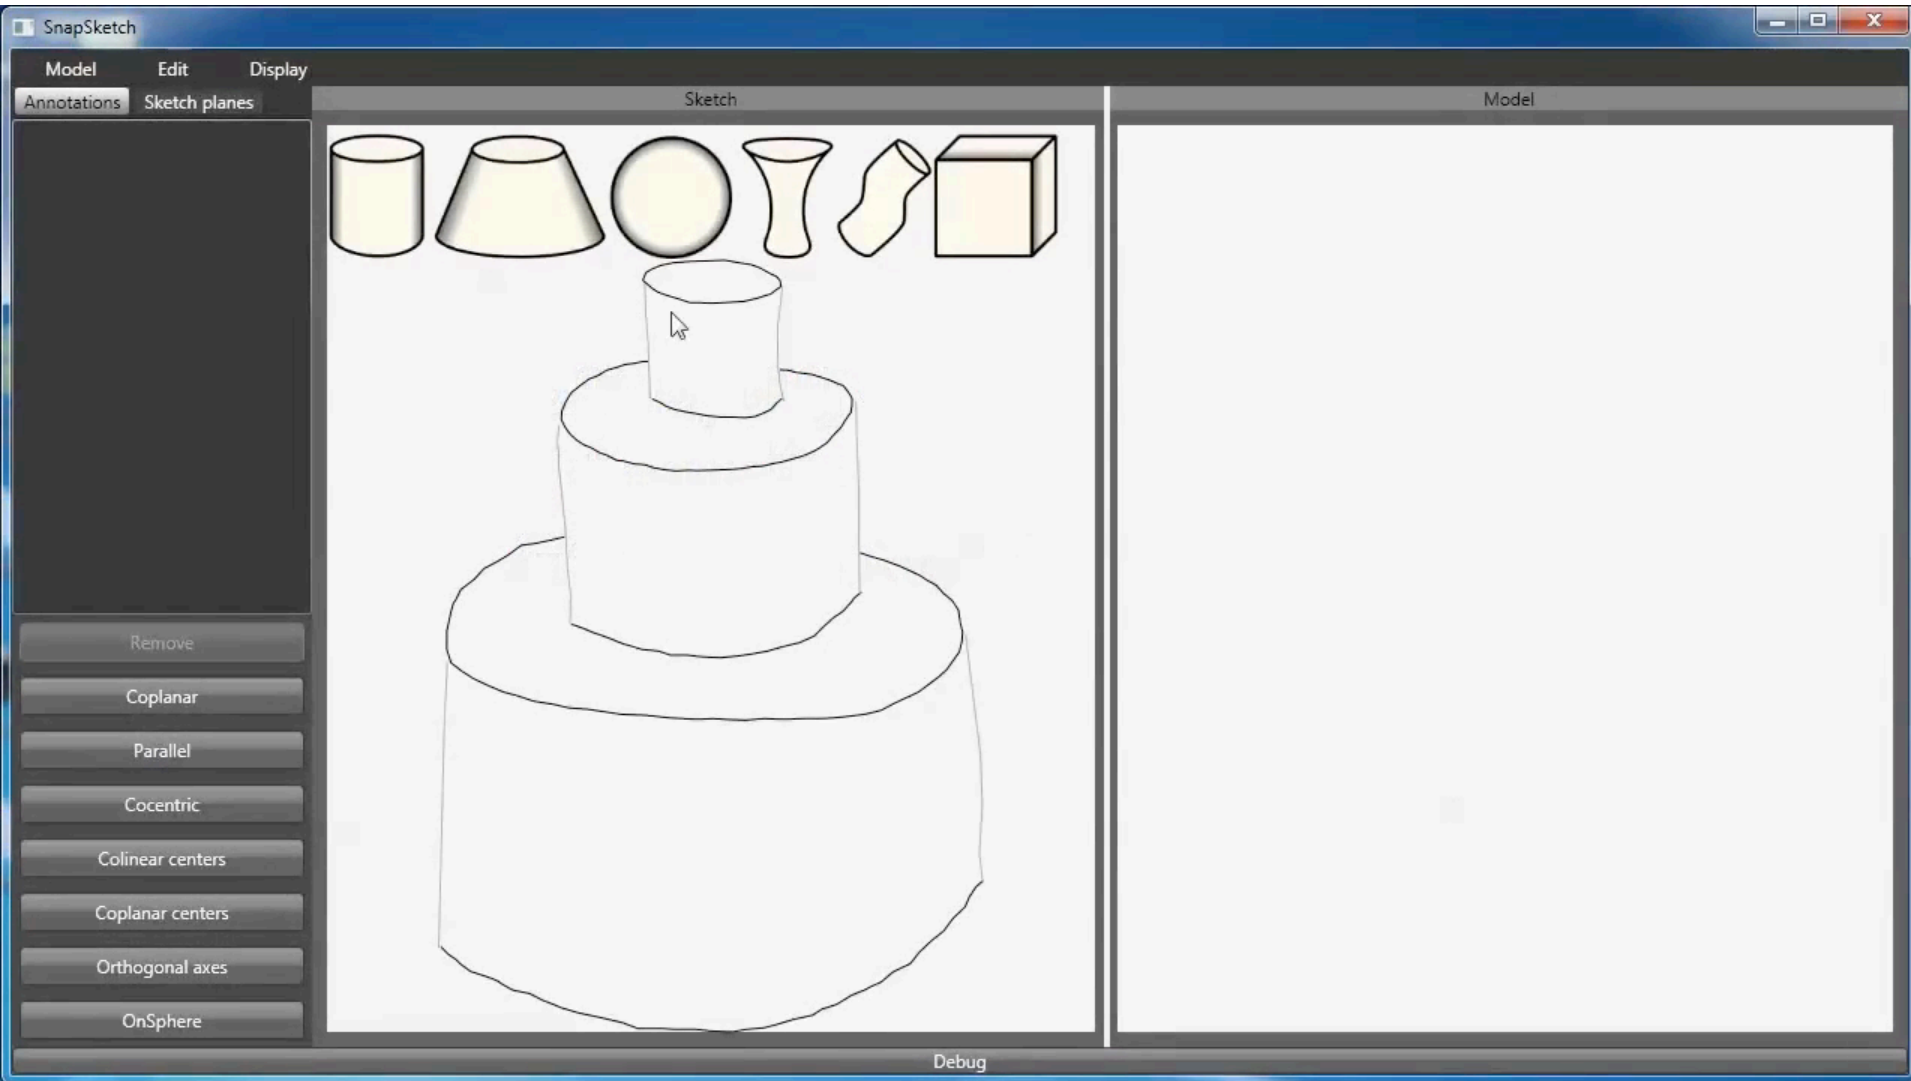 SnapSketch
Model Edit Display
Annotations Sketch planes
Sketch
Model
Remove
Coplanar
Parallel
Cocentric
Colinear centers
Coplanar centers
Orthogonal axes
OnSphere
Debug